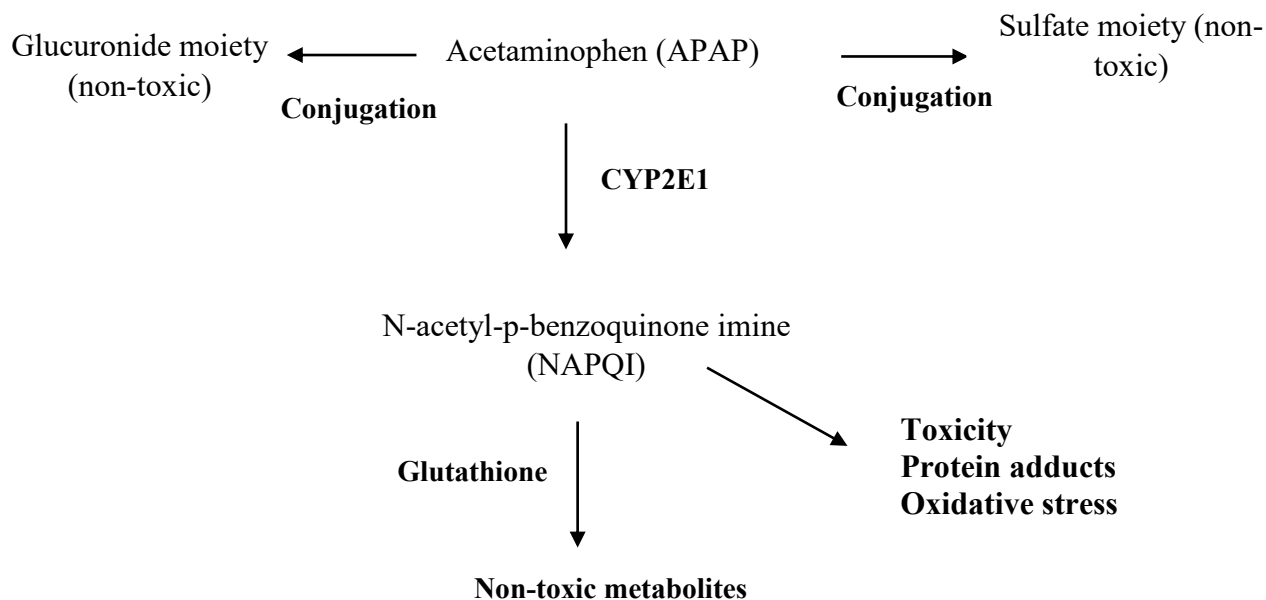 Glucuronide moiety
(non-toxic)
Acetaminophen (APAP)
Sulfate moiety (non-
toxic)
Conjugation
Conjugation
CYP2E1
N-acetyl-p-benzoquinone imine
(NAPQI)
Glutathione
Toxicity
Protein adducts
Oxidative stress
Non-toxic metabolites